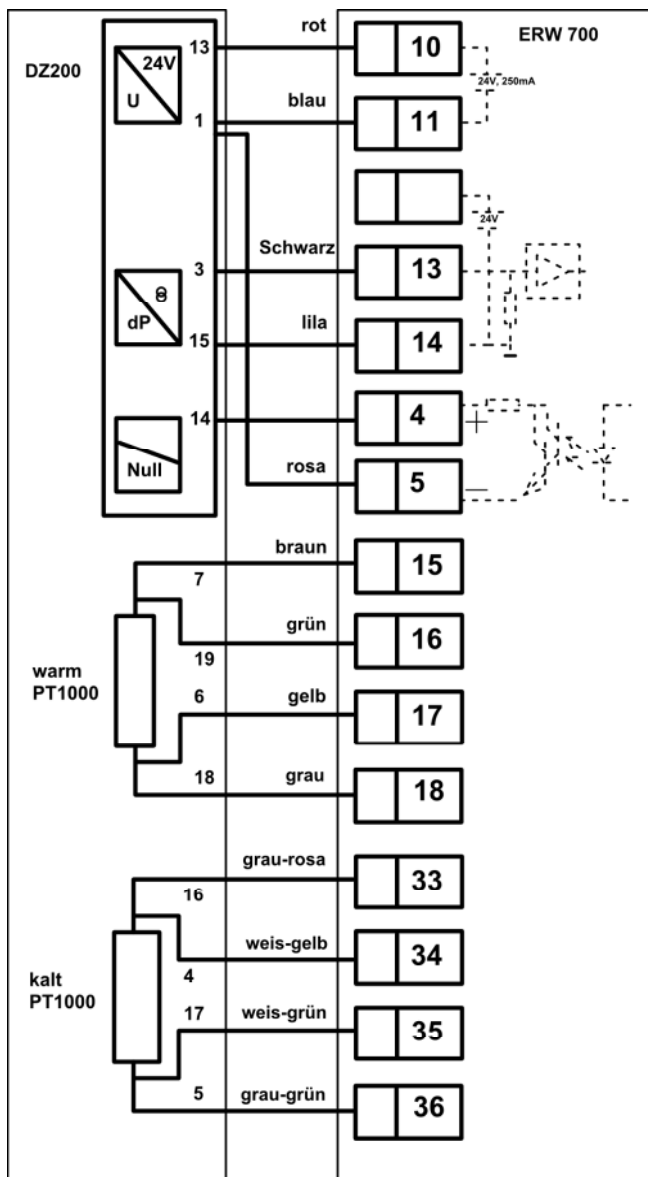 rot
ERW 700
DZ200
13
10
24V
U
24V, 250mA
blau
1
11
24V
Schwarz
3
13
dP
lila
15
14
14
4
+
Null
rosa
5
–
braun
7
15
grün
16
19
warm
PT1000
6
gelb
17
18
grau
18
grau-rosa
16
33
weis-gelb
34
4
kalt
PT1000
17
weis-grün
35
5
grau-grün
36